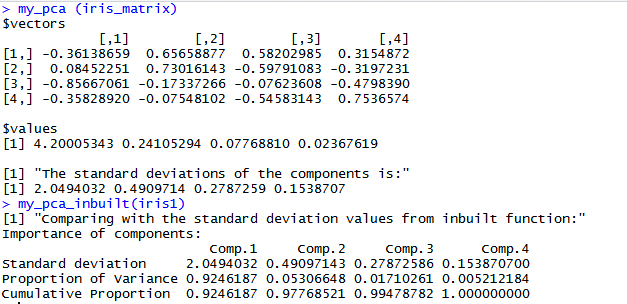 > my_pca (iris_matrix)
$vectors
[,1] [,2] [,3] [,4]
[1,] -0.36138659 0.65658877 0.58202985 0.3154872
[2,] 0.08452251 0.73016143 -0.59791083 -0.3197231
[3,] -0.85667061 -0.17337266 -0.07623608 -0.4798390
[4,] -0.35828920 -0.07548102 -0.54583143 0.7536574
$values
[1] 4.20005343 0.24105294 0.07768810 0.02367619
[1] "The standard deviations of the components is:"
[1] 2.0494032 0.4909714 0.2787259 0.1538707
> my_pca_inbuilt(iris1)
[1] "Comparing with the standard deviation values from inbuilt function:"
Importance of components:
Comp.1 Comp.2 Comp.3 Comp.4
Standard deviation 2.0494032 0.49097143 0.27872586 0.153870700
Proportion of Variance 0.9246187 0.05306648 0.01710261 0.005212184
Cumulative Proportion 0.9246187 0.97768521 0.99478782 1.000000000